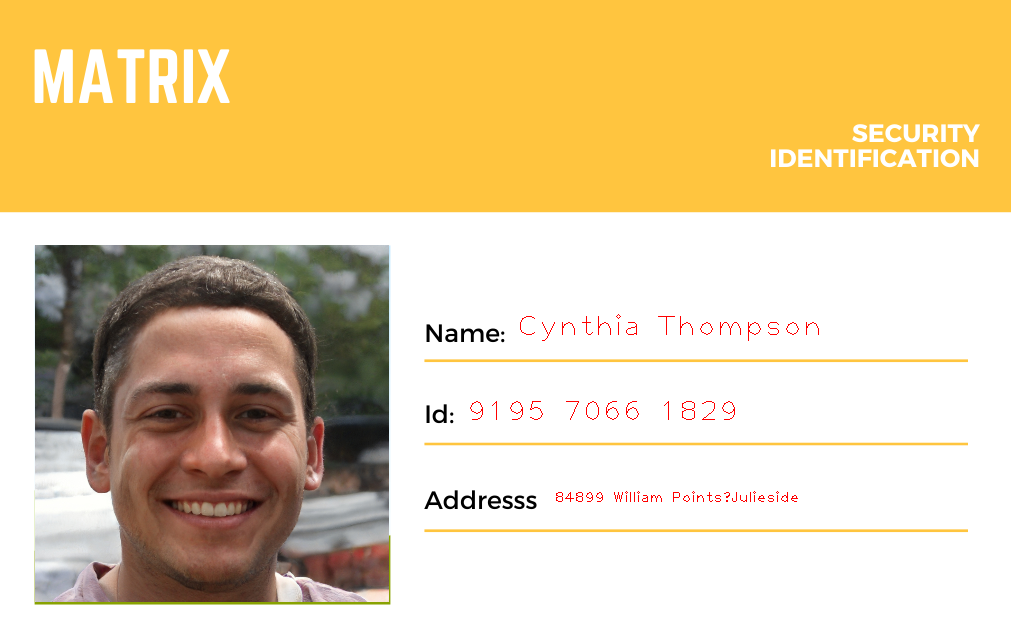 MATRIX
SECURITY
IDENTIFICATION
Name: Cynthia Thompson
Id: 9195 7066 1829
Addresss 84899 William Points?Julieside